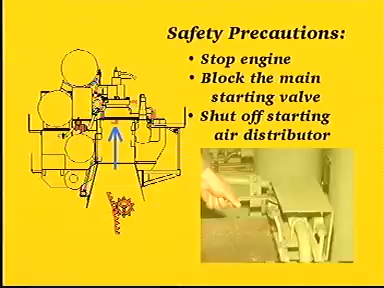 Safety Precautions:
• Stop engine
• Block the main
starting valve
• Shut off starting
air distributor